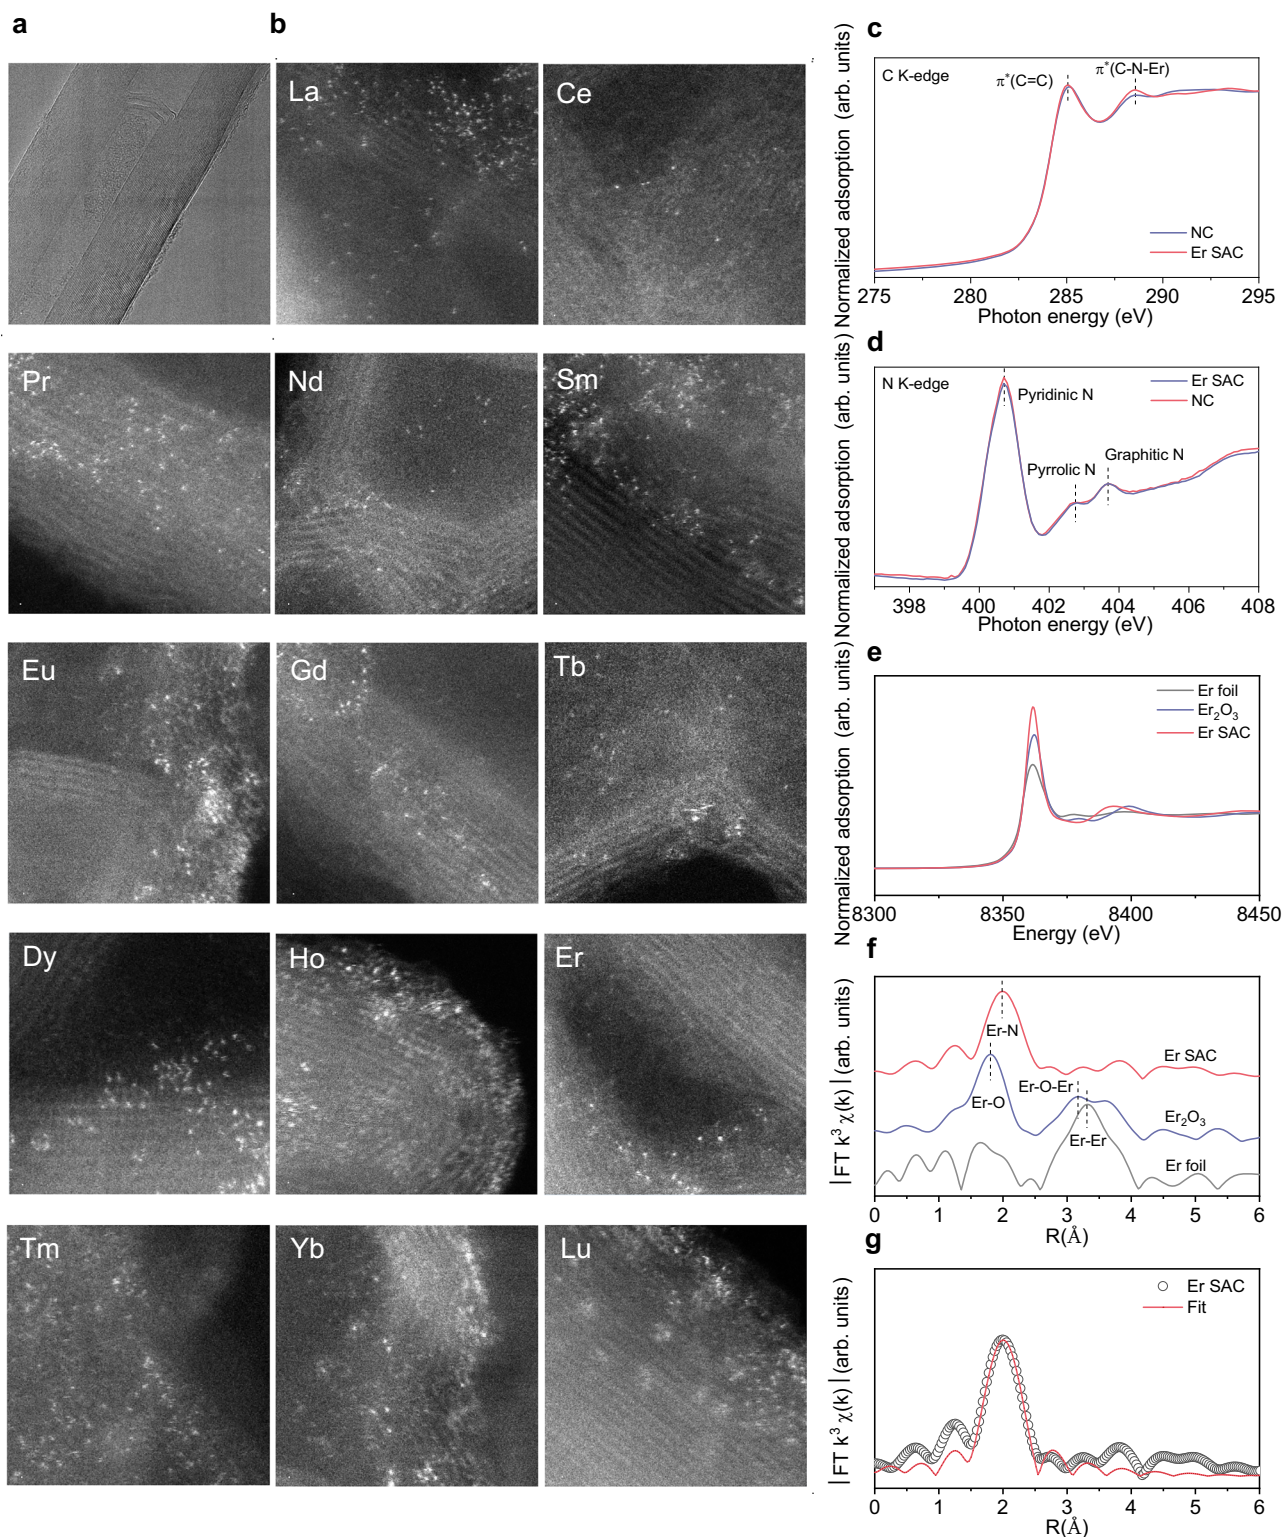 a
b
La
Ce
Pr
Nd
Sm
Eu
Gd
Tb
Dy
Ho
Er
Tm
Yb
Lu
c
Normalized adsorption (arb. units)
C K-edge
π*(C=C)
π*(C-N-Er)
NC
Er SAC
275 280 285 290 295
Photon energy (eV)
d
Normalized adsorption (arb. units)
N K-edge
Er SAC
NC
Pyridinic N
Pyrrolic N
Graphitic N
398 400 402 404 406 408
Photon energy (eV)
e
Normalized adsorption (arb. units)
Er foil
Er₂O₃
Er SAC
8300 8350 8400 8450
Energy (eV)
f
|FT k³ χ(k)| (arb. units)
Er-N
Er SAC
Er-O-Er
Er-O
Er₂O₃
Er-Er
Er foil
0 1 2 3 4 5 6
R(Å)
g
|FT k³ χ(k)| (arb. units)
Er SAC
Fit
0 1 2 3 4 5 6
R(Å)